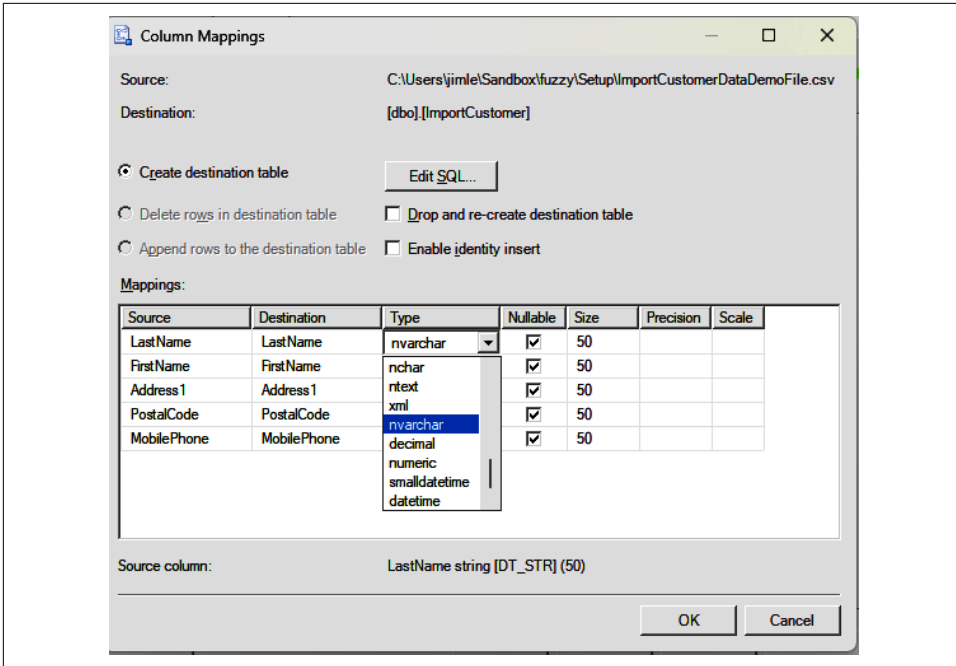 Column Mappings
Source: C:\Users\jimle\Sandbox\fuzzy\Setup\ImportCustomerDataDemoFile.csv
Destination: [dbo].[ImportCustomer]
Create destination table Edit SQL...
Delete rows in destination table Drop and re-create destination table
Append rows to the destination table Enable identity insert
Mappings:
Source Destination Type Nullable Size Precision Scale
LastName LastName nvarchar 50
FirstName FirstName 50
Address1 Address1 50
PostalCode PostalCode 50
MobilePhone MobilePhone 50
nchar
ntext
xml
nvarchar
decimal
numeric
smalldatetime
datetime
Source column: LastName string [DT_STR] (50)
OK Cancel